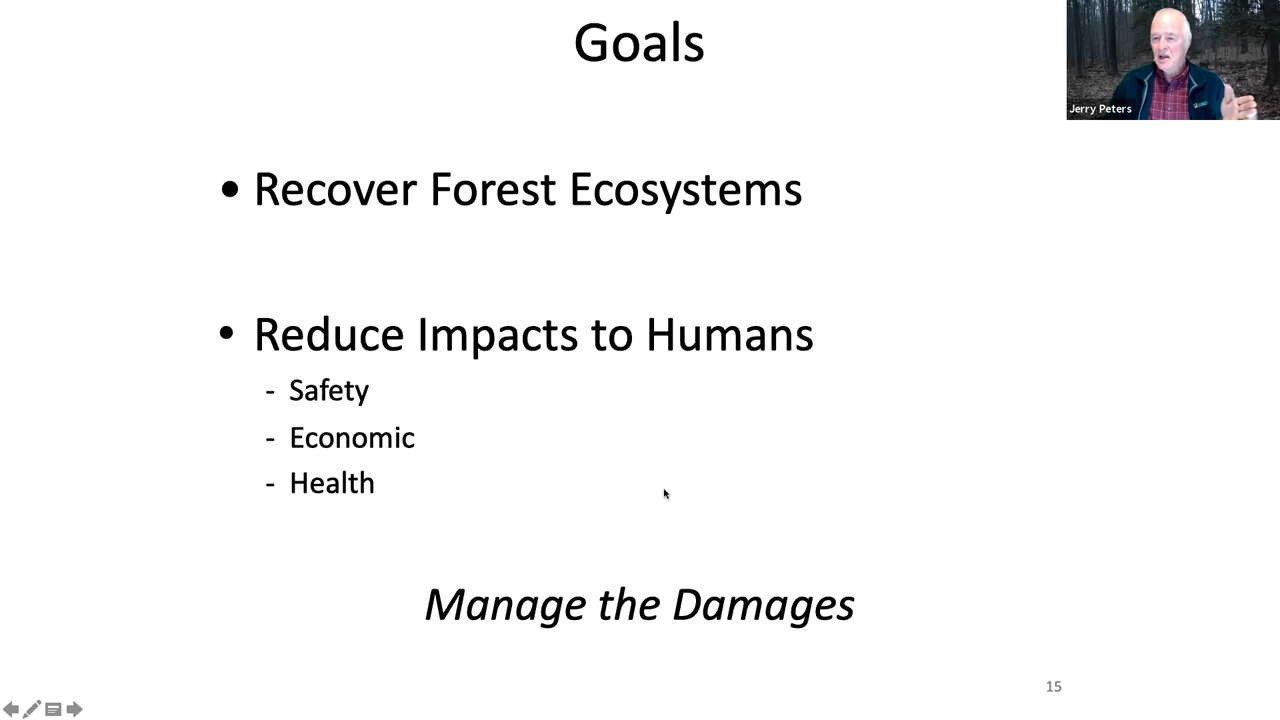 Goals
Jerry Peters
• Recover Forest Ecosystems
• Reduce Impacts to Humans
- Safety
- Economic
- Health
Manage the Damages
15